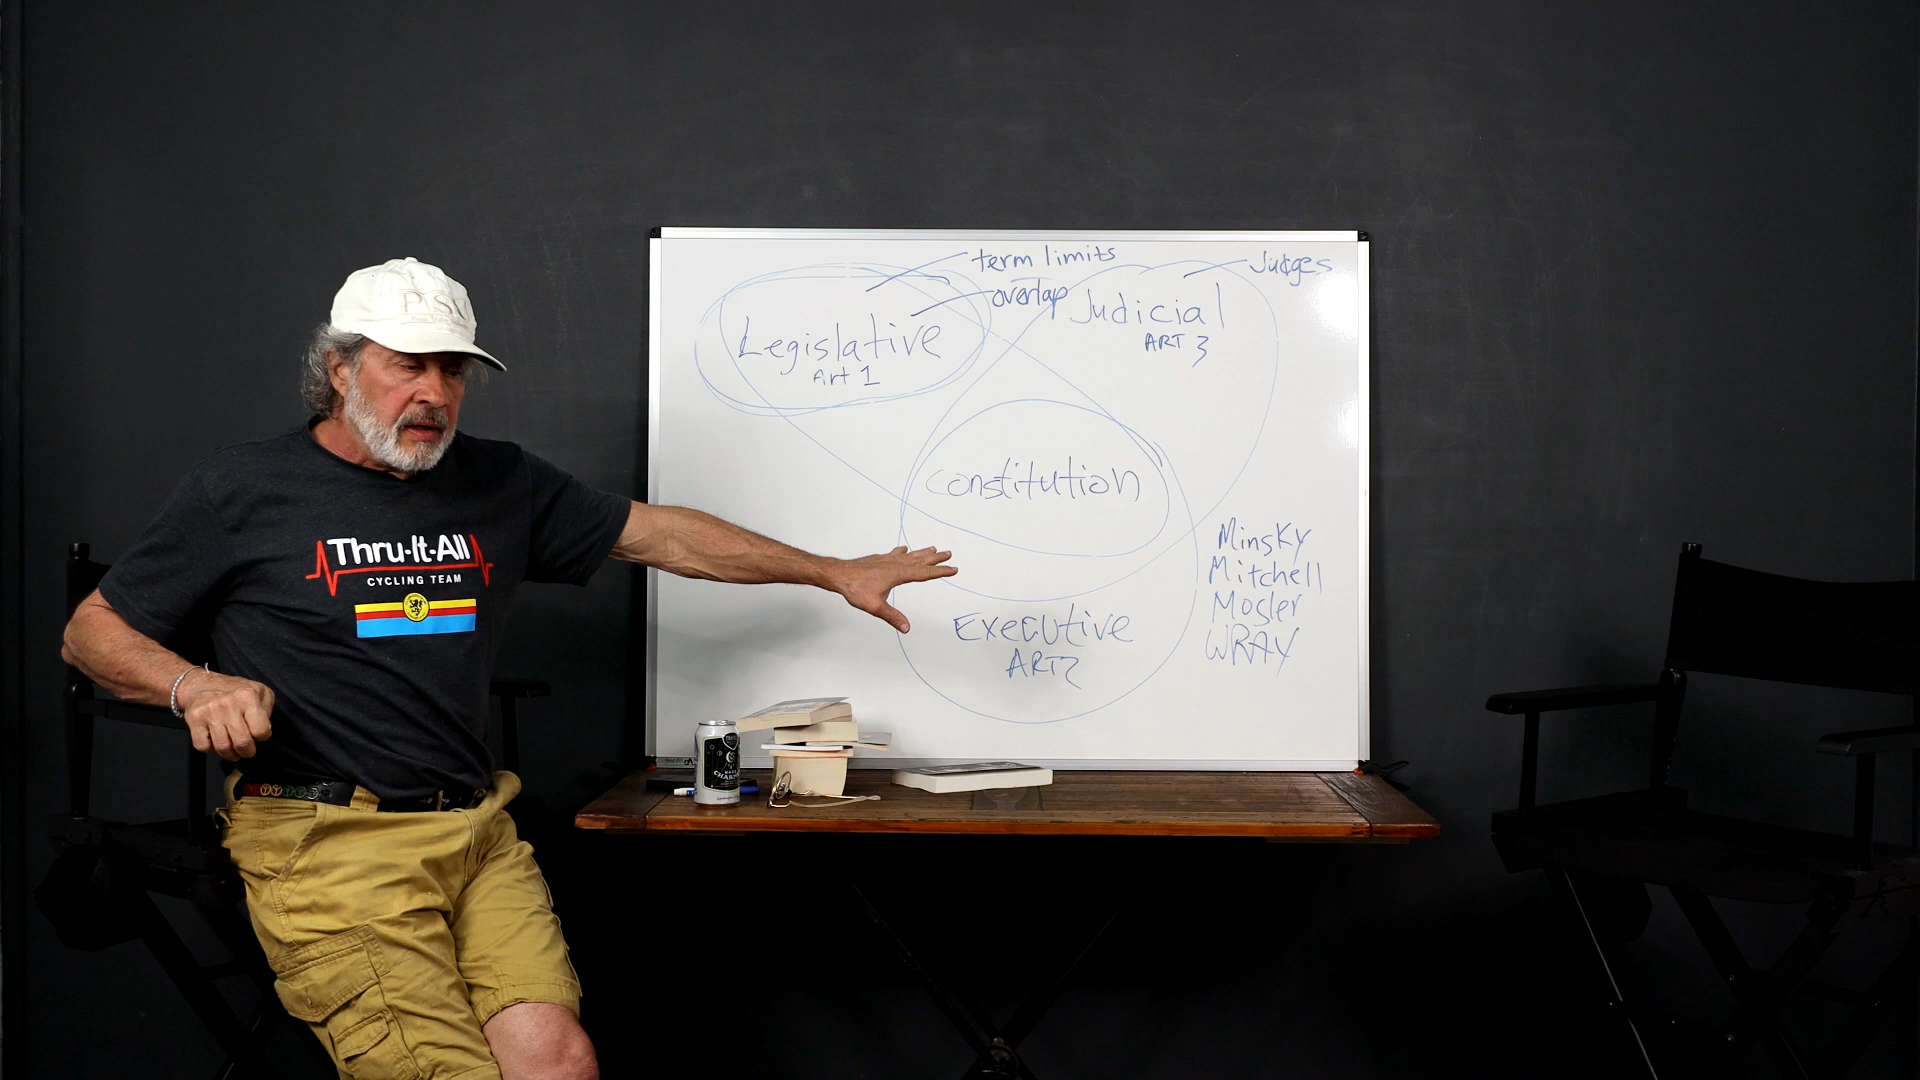 term limits
Judges
overlap
Judicial
ART 3
Legislative
Art 1
constitution
Executive
ART2
Minsky
Mitchell
Mosler
WRAY
Thru-It-All
CYCLING TEAM